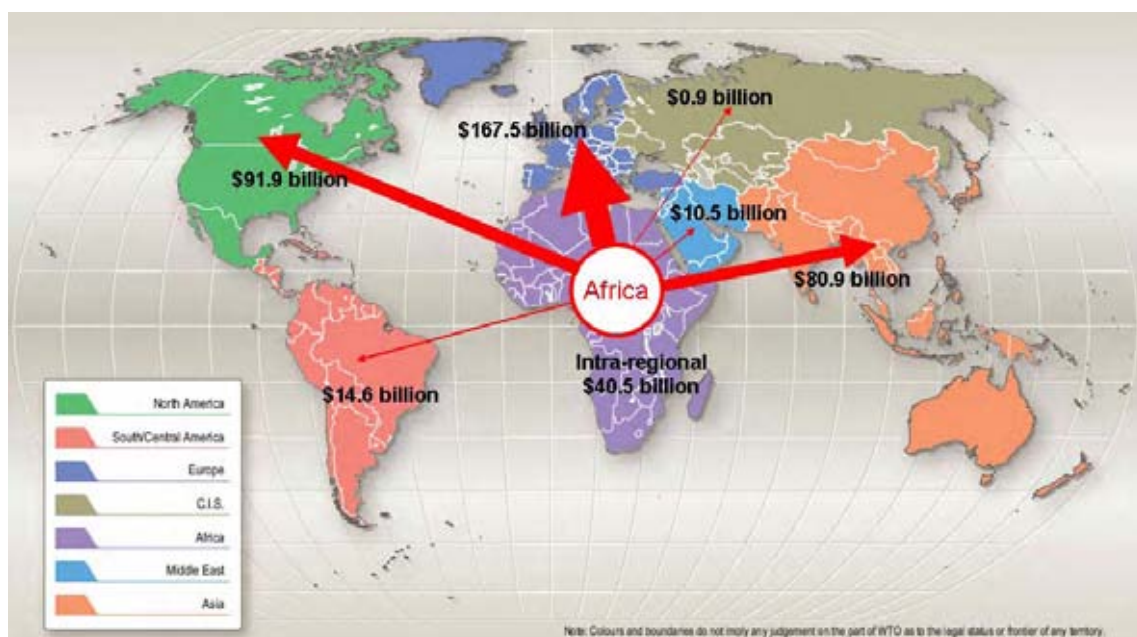 $0.9 billion
$167.5 billion
$91.9 billion
$10.5 billion
$80.9 billion
Africa
Intra-regional
$40.5 billion
$14.6 billion
North America
South/Central America
Europe
C.I.S.
Africa
Middle East
Asia
Note: Colours and boundaries do not imply any judgement on the part of WTO as to the legal status or frontier of any territory.